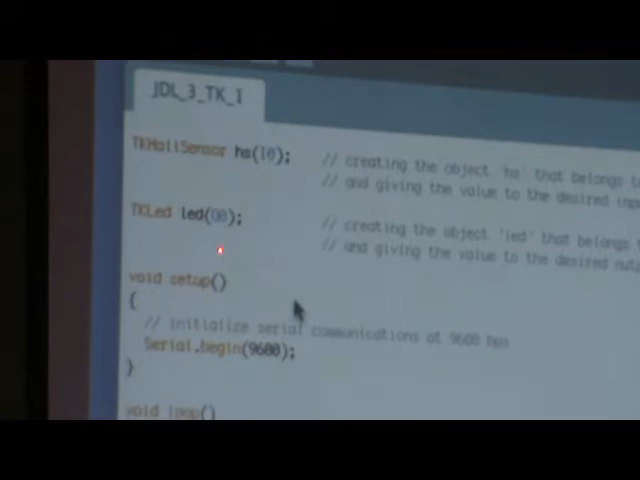 JDL_3_TK_1
TKHallSensor hs(I0); // creating the object 'hs' that belongs to
// and giving the value to the desired
TKLed led(O0); // creating the object 'led' that belongs
// and giving the value to the desired
void setup()
{
// initialize serial communications at 9600 bps
Serial.begin(9600);
}
void loop()